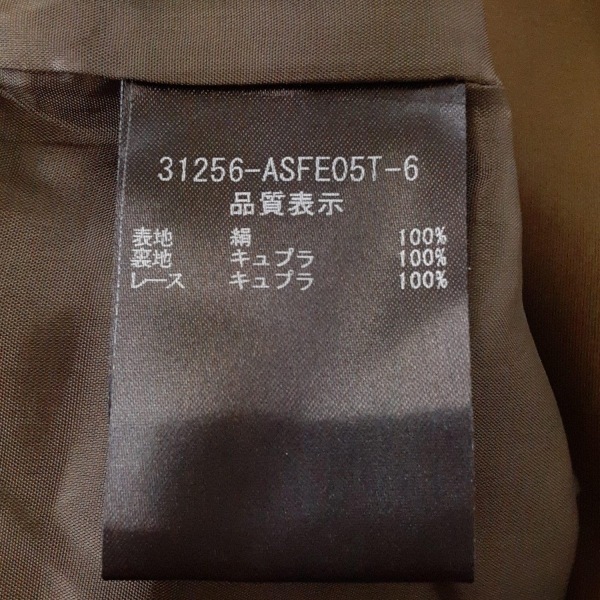 31256-ASFE05T-6
品質表示
表地 絹 100%
裏地 キュプラ 100%
レース キュプラ 100%